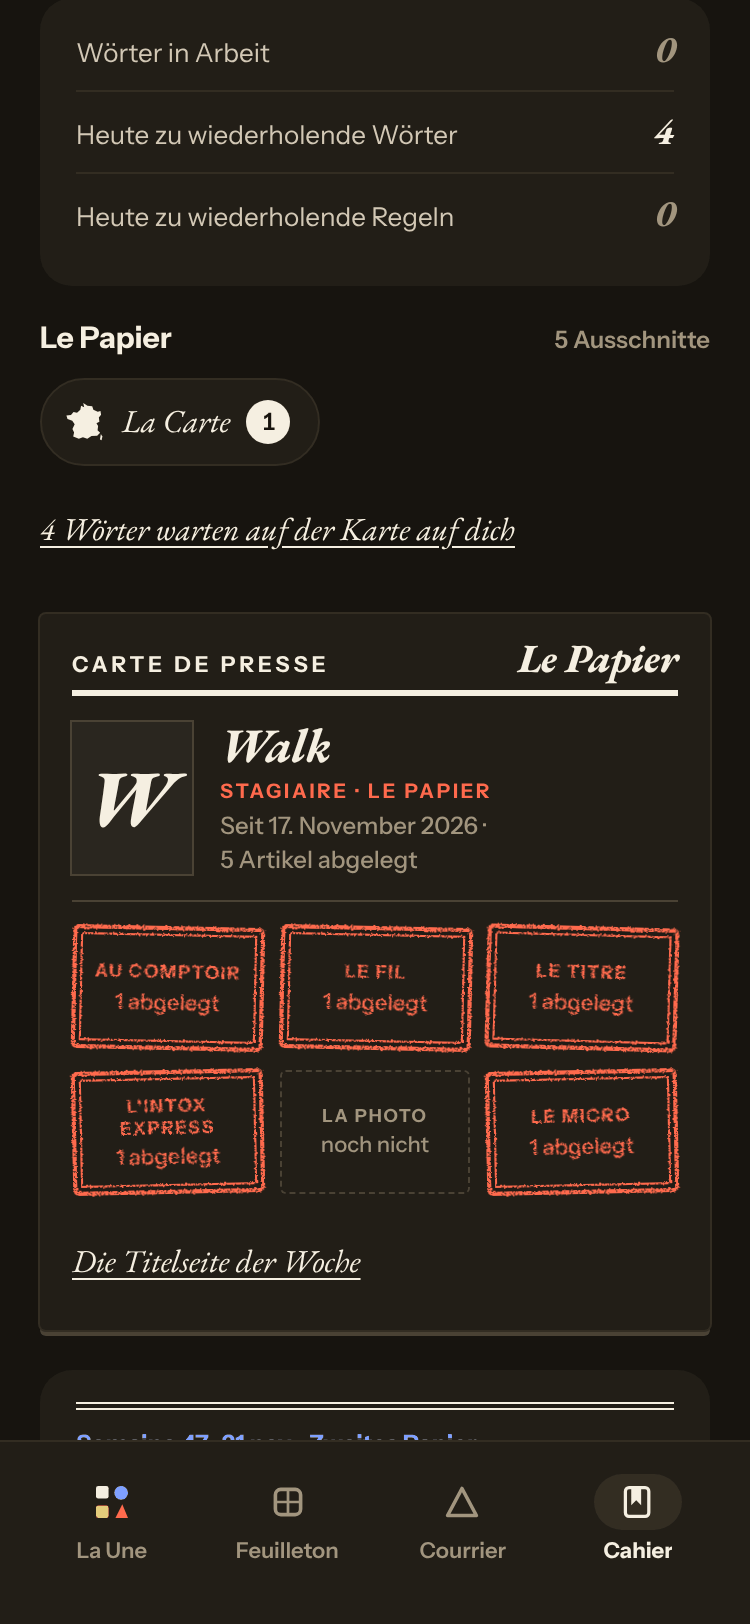 Wörter in Arbeit 0
Heute zu wiederholende Wörter 4
Heute zu wiederholende Regeln 0
Le Papier 5 Ausschnitte
La Carte 1
4 Wörter warten auf der Karte auf dich
CARTE DE PRESSE Le Papier
W
Walk
STAGIAIRE · LE PAPIER
Seit 17. November 2026 ·
5 Artikel abgelegt
AU COMPTOIR
1 abgelegt
LE FIL
1 abgelegt
LE TITRE
1 abgelegt
L'INTOX
EXPRESS
1 abgelegt
LA PHOTO
noch nicht
LE MICRO
1 abgelegt
Die Titelseite der Woche
La Une Feuilleton Courrier Cahier